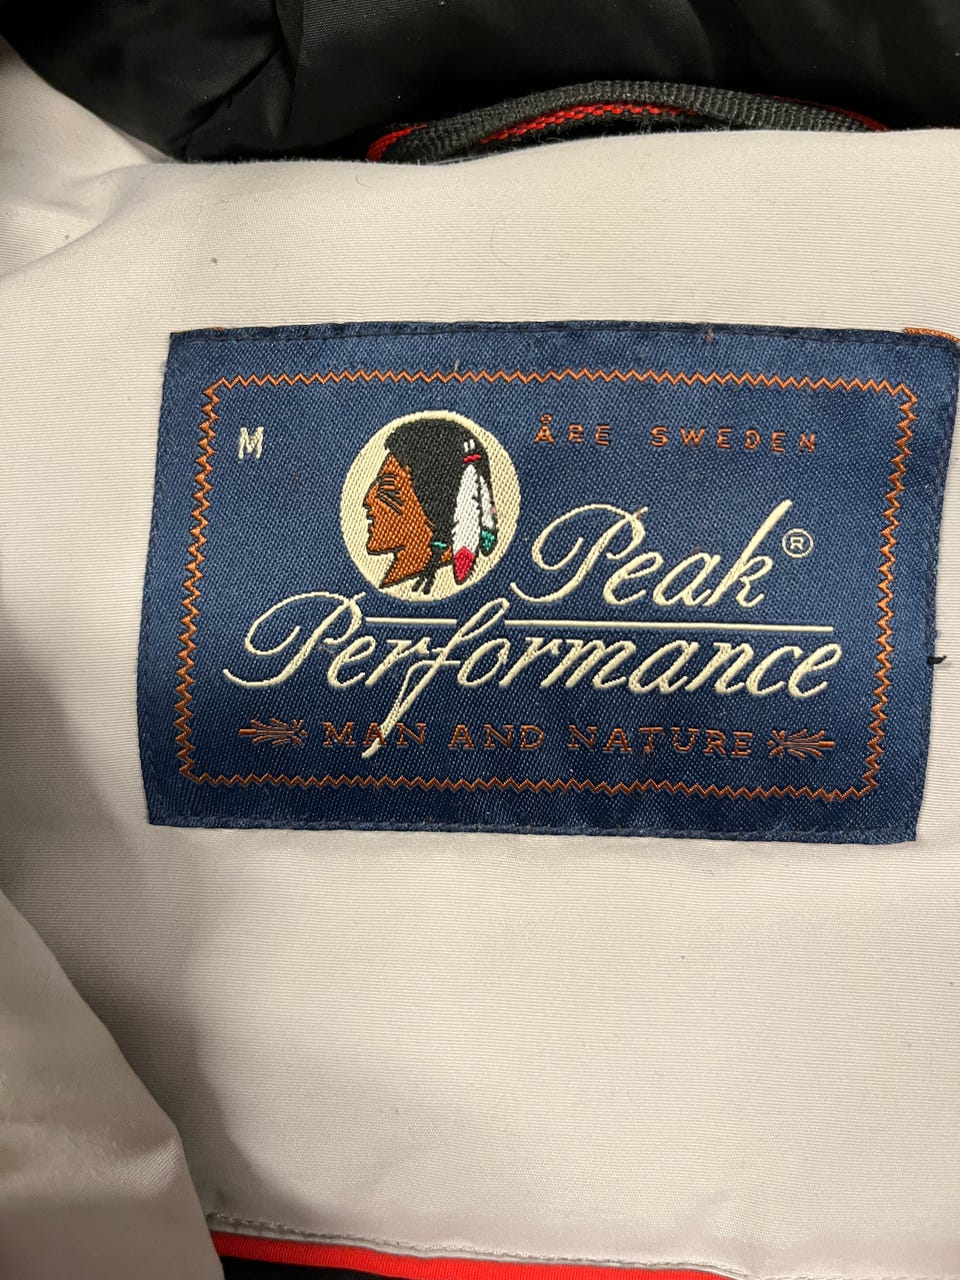 M
ÅRE SWEDEN
Peak®
Performance
MAN AND NATURE